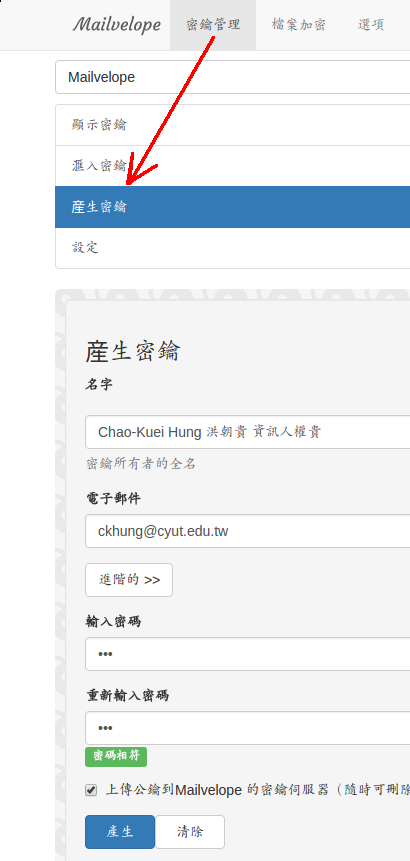 Mailvelope 密鑰管理 檔案加密 選項
Mailvelope
顯示密鑰
匯入密鑰
產生密鑰
設定
產生密鑰
名字
Chao-Kuei Hung 洪朝貴 資訊人權貴
密鑰所有者的全名
電子郵件
ckhung@cyut.edu.tw
進階的 >>
輸入密碼
•••
重新輸入密碼
•••
密碼相符
上傳公鑰到Mailvelope 的密鑰伺服器（隨時可刪除
產生 清除